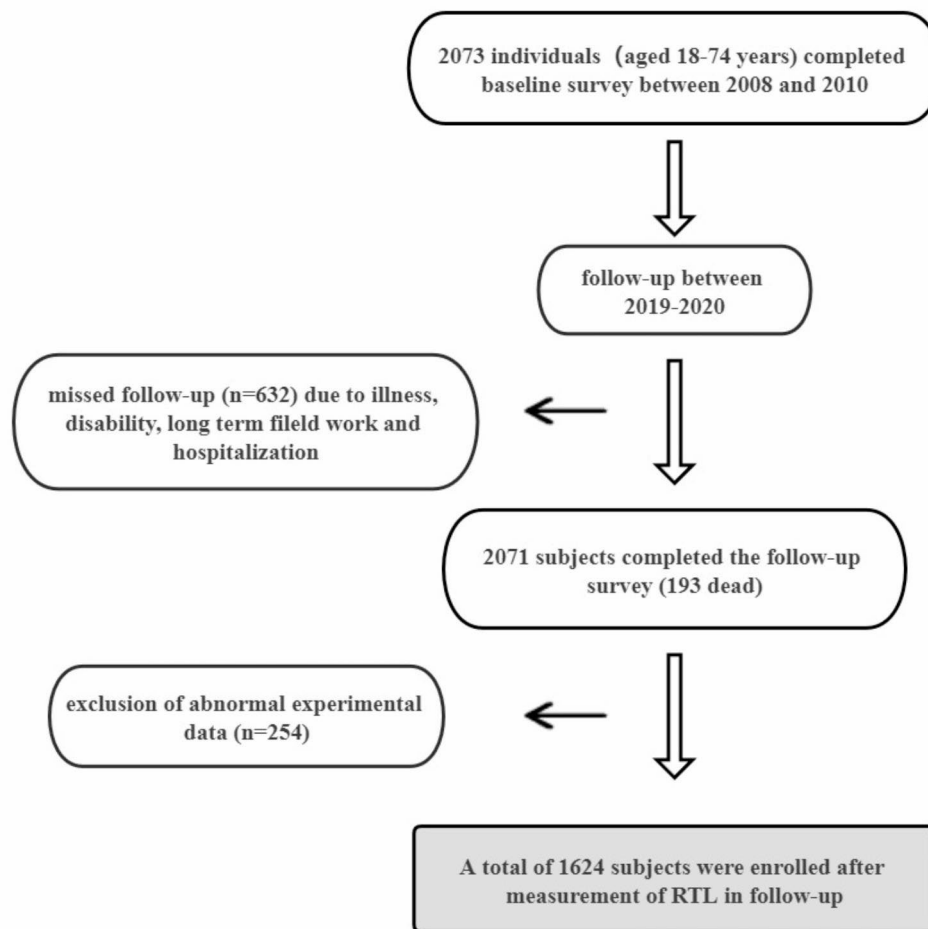 2073 individuals （aged 18-74 years) completed
baseline survey between 2008 and 2010
follow-up between
2019-2020
missed follow-up (n=632) due to illness,
disability, long term fileld work and
hospitalization
2071 subjects completed the follow-up
survey (193 dead)
exclusion of abnormal experimental
data (n=254)
A total of 1624 subjects were enrolled after
measurement of RTL in follow-up